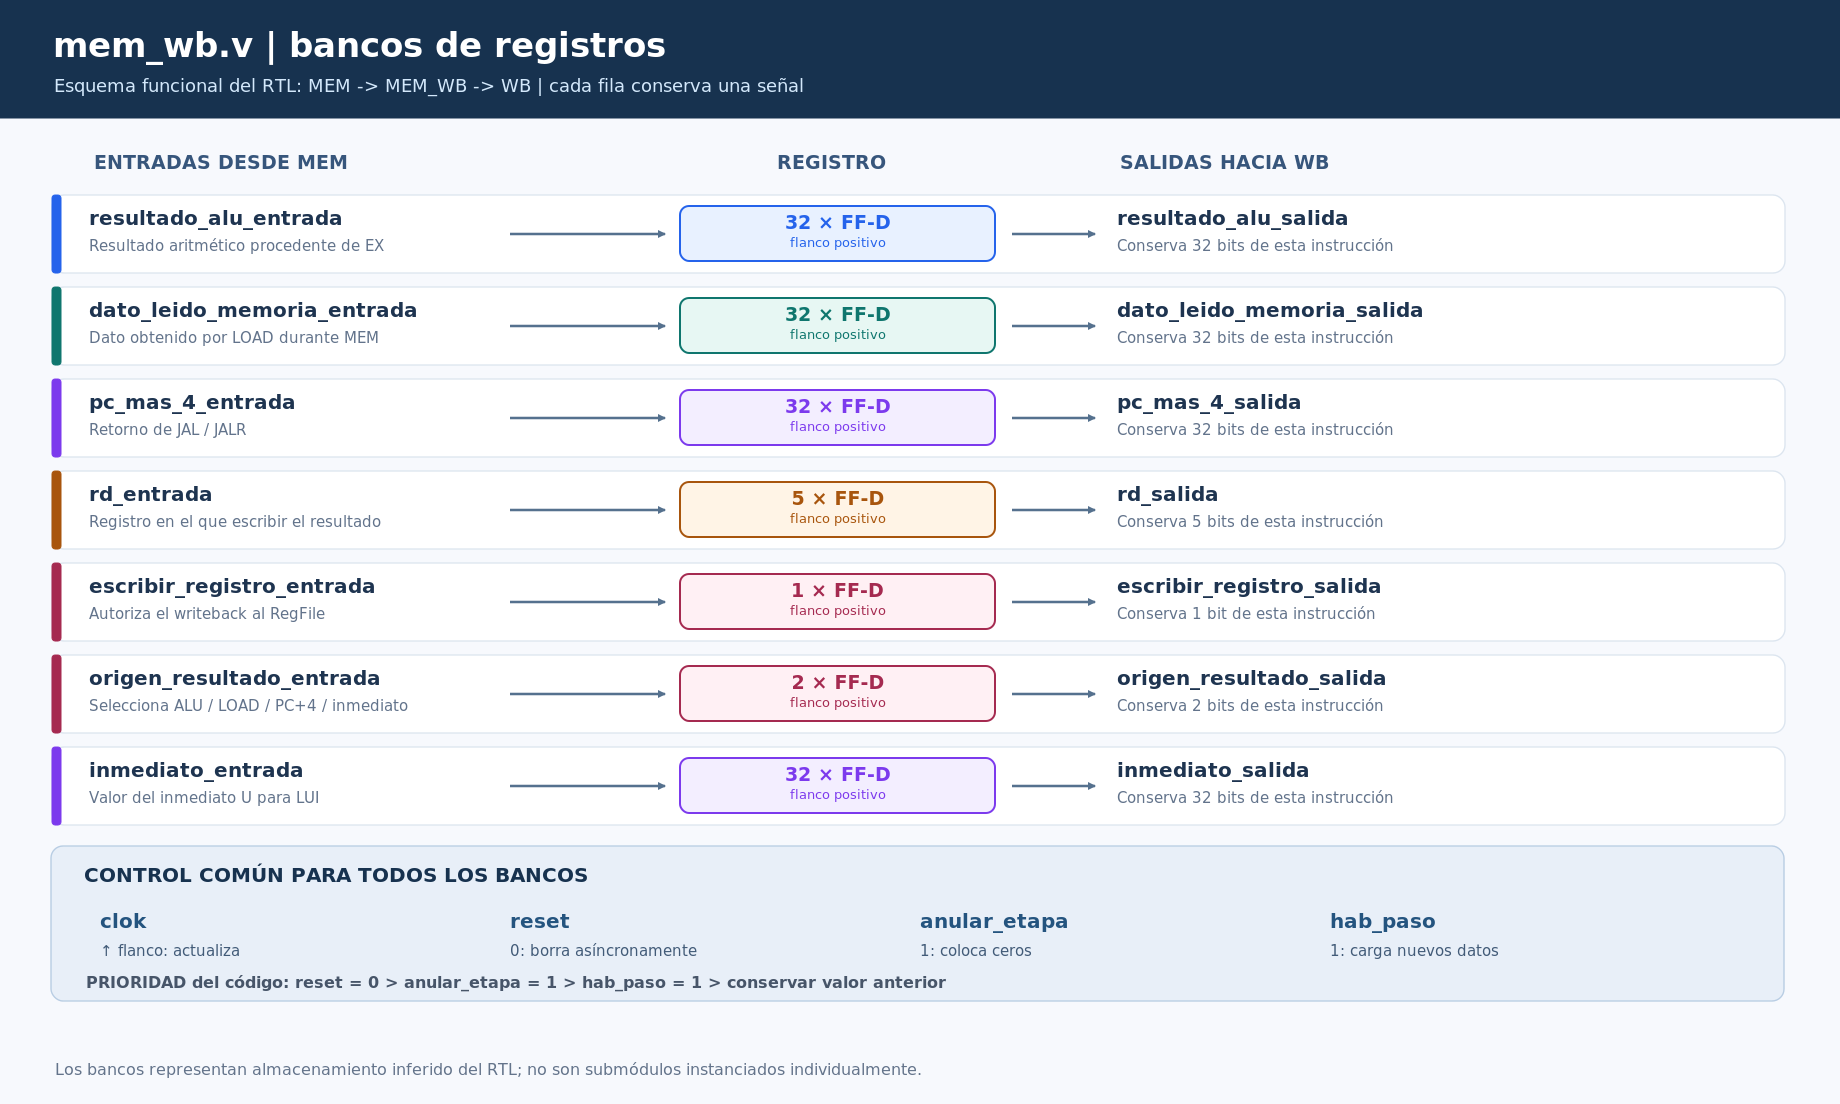 mem_wb.v | bancos de registros
Esquema funcional del RTL: MEM -> MEM_WB -> WB | cada fila conserva una señal
ENTRADAS DESDE MEM
REGISTRO
SALIDAS HACIA WB
resultado_alu_entrada
Resultado aritmético procedente de EX
32 × FF-D
flanco positivo
resultado_alu_salida
Conserva 32 bits de esta instrucción
dato_leido_memoria_entrada
Dato obtenido por LOAD durante MEM
32 × FF-D
flanco positivo
dato_leido_memoria_salida
Conserva 32 bits de esta instrucción
pc_mas_4_entrada
Retorno de JAL / JALR
32 × FF-D
flanco positivo
pc_mas_4_salida
Conserva 32 bits de esta instrucción
rd_entrada
Registro en el que escribir el resultado
5 × FF-D
flanco positivo
rd_salida
Conserva 5 bits de esta instrucción
escribir_registro_entrada
Autoriza el writeback al RegFile
1 × FF-D
flanco positivo
escribir_registro_salida
Conserva 1 bit de esta instrucción
origen_resultado_entrada
Selecciona ALU / LOAD / PC+4 / inmediato
2 × FF-D
flanco positivo
origen_resultado_salida
Conserva 2 bits de esta instrucción
inmediato_entrada
Valor del inmediato U para LUI
32 × FF-D
flanco positivo
inmediato_salida
Conserva 32 bits de esta instrucción
CONTROL COMÚN PARA TODOS LOS BANCOS
clok
↑ flanco: actualiza
reset
0: borra asíncronamente
anular_etapa
1: coloca ceros
hab_paso
1: carga nuevos datos
PRIORIDAD del código: reset = 0 > anular_etapa = 1 > hab_paso = 1 > conservar valor anterior
Los bancos representan almacenamiento inferido del RTL; no son submódulos instanciados individualmente.